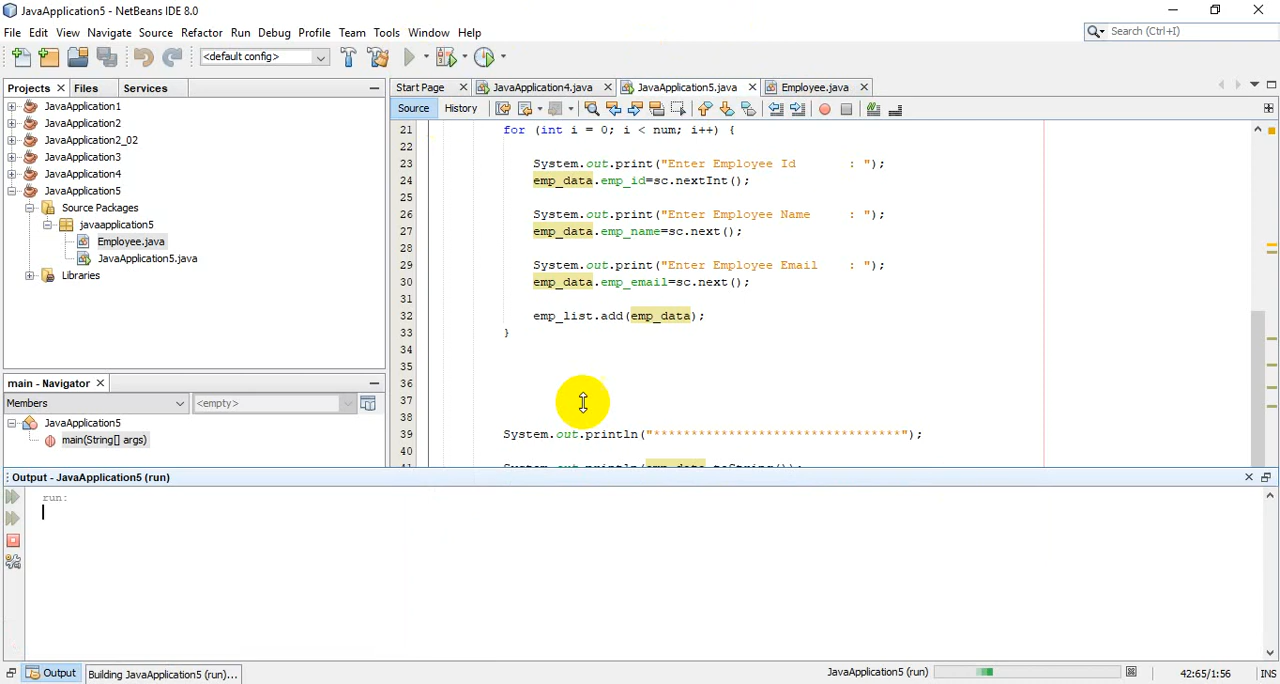 JavaApplication5 - NetBeans IDE 8.0
File Edit View Navigate Source Refactor Run Debug Profile Team Tools Window Help
Search (Ctrl+I)
<default config>
Projects Files Services
Start Page JavaApplication4.java JavaApplication5.java Employee.java
Source History
JavaApplication1
JavaApplication2
JavaApplication2_02
JavaApplication3
JavaApplication4
JavaApplication5
Source Packages
javaapplication5
Employee.java
JavaApplication5.java
Libraries
main - Navigator
Members <empty>
JavaApplication5
main(String[] args)
21 for (int i = 0; i < num; i++) {
22
23 System.out.print("Enter Employee Id     : ");
24 emp_data.emp_id=sc.nextInt();
25
26 System.out.print("Enter Employee Name     : ");
27 emp_data.emp_name=sc.next();
28
29 System.out.print("Enter Employee Email    : ");
30 emp_data.emp_email=sc.next();
31
32 emp_list.add(emp_data);
33 }
34
35
36
37
38
39 System.out.println("*********************************");
40
41 System.out.println(emp_data.toString());
Output - JavaApplication5 (run)
run:
Output Building JavaApplication5 (run)... JavaApplication5 (run) 42:65/1:56 INS